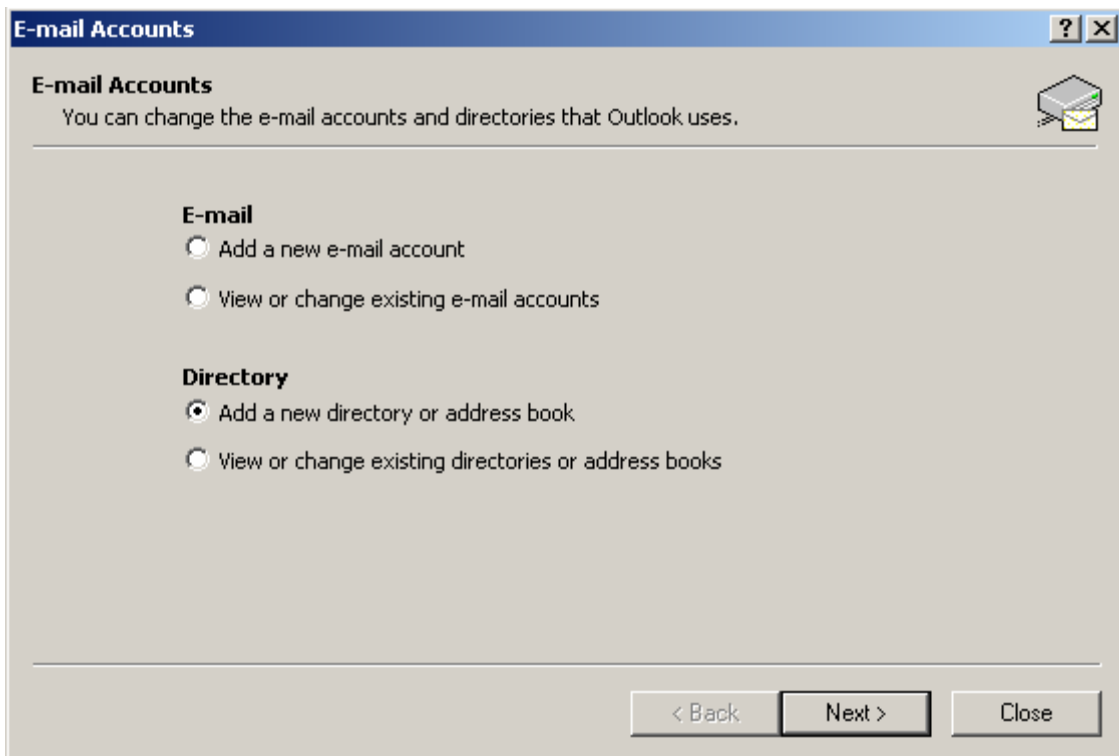 E-mail Accounts
E-mail Accounts
You can change the e-mail accounts and directories that Outlook uses.
E-mail
Add a new e-mail account
View or change existing e-mail accounts
Directory
Add a new directory or address book
View or change existing directories or address books
< Back Next > Close